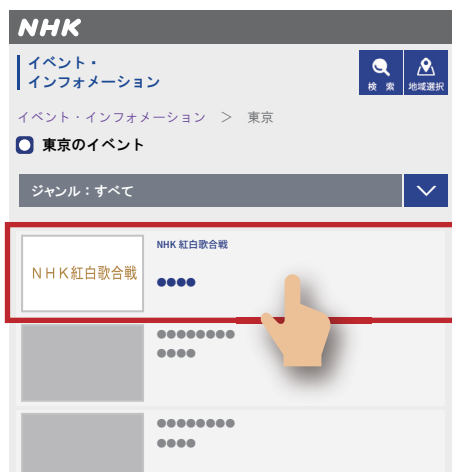 NHK
イベント・
インフォメーション
検 索
地域選択
イベント・インフォメーション ＞ 東京
東京のイベント
ジャンル：すべて
NHK 紅白歌合戦
ＮＨＫ紅白歌合戦
●●●●
●●●●●●●●
●●●●
●●●●●●●●
●●●●